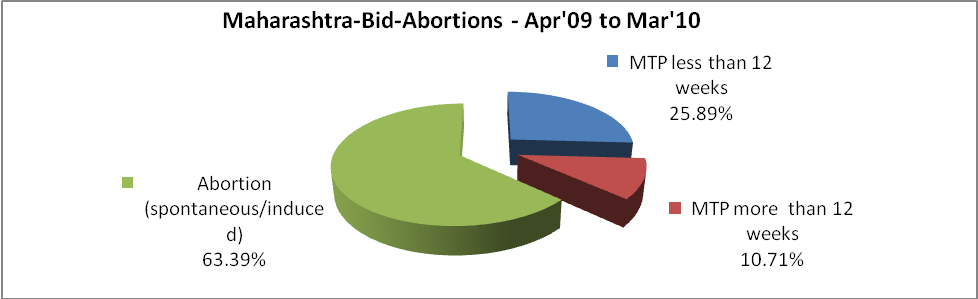 Maharashtra-Bid-Abortions - Apr'09 to Mar'10
MTP less than 12
weeks
25.89%
Abortion
(spontaneous/induce
d)
63.39%
MTP more than 12
weeks
10.71%